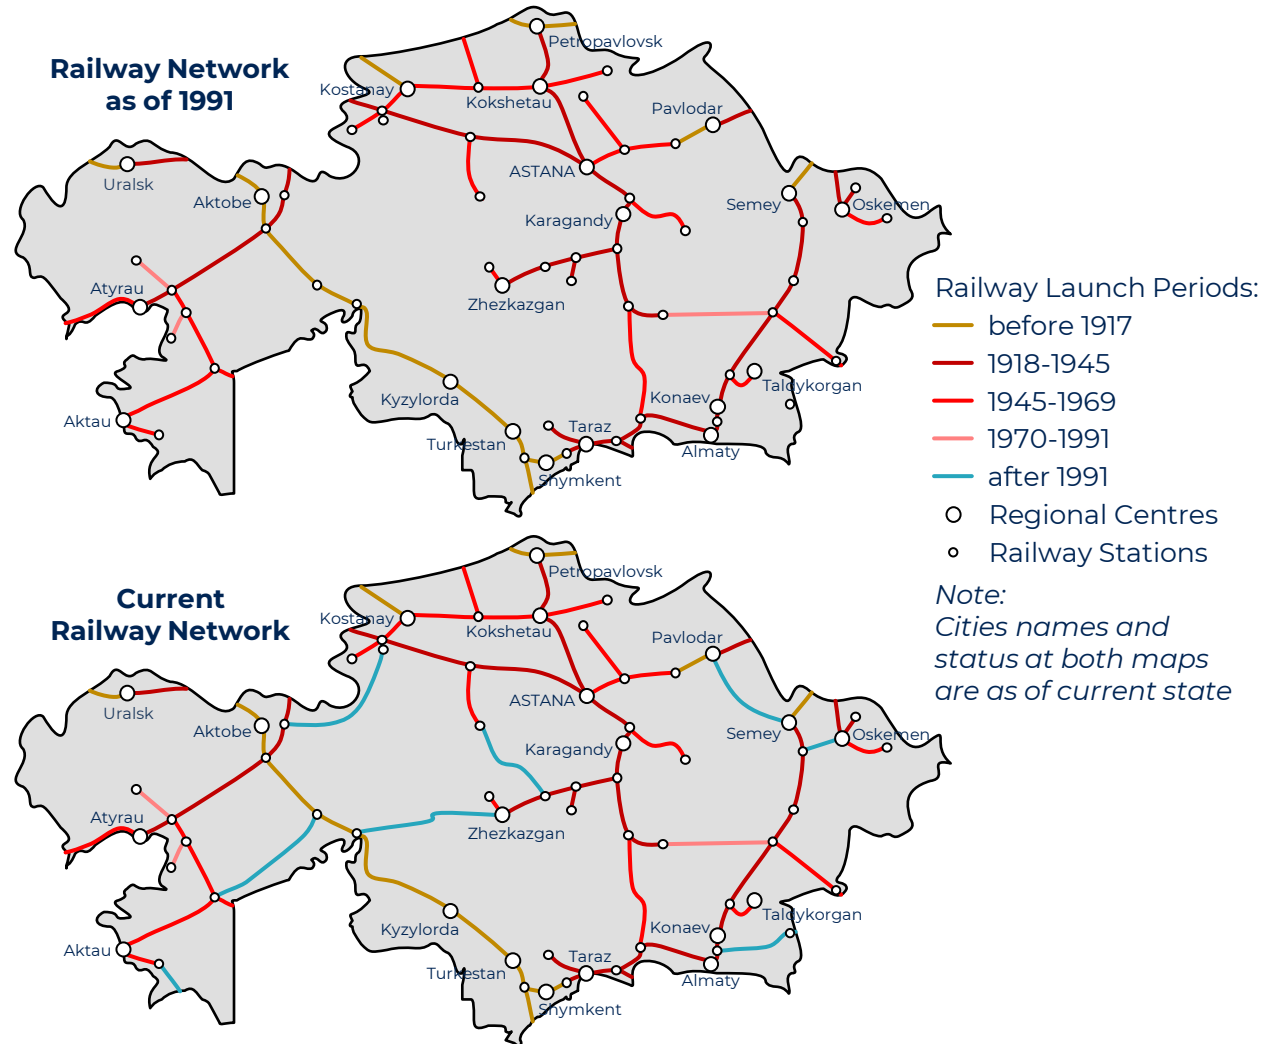 Railway Network
as of 1991
Petropavlovsk
Kostanay
Kokshetau
Pavlodar
ASTANA
Uralsk
Aktobe
Semey
Oskemen
Karagandy
Atyrau
Zhezkazgan
Taldykorgan
Kyzylorda
Konaev
Aktau
Turkestan
Taraz
Almaty
Shymkent
Railway Launch Periods:
before 1917
1918-1945
1945-1969
1970-1991
after 1991
Regional Centres
Railway Stations
Note:
Cities names and
status at both maps
are as of current state
Current
Railway Network
Petropavlovsk
Kostanay
Kokshetau
Pavlodar
ASTANA
Uralsk
Aktobe
Semey
Oskemen
Karagandy
Atyrau
Zhezkazgan
Taldykorgan
Kyzylorda
Konaev
Aktau
Turkestan
Taraz
Almaty
Shymkent